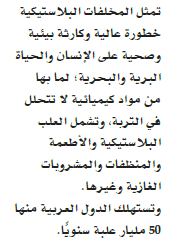 تمثل المخلفات البلاستيكية
خطورة عالية وكارثة بيئية
وصحية على الإنسان والحياة
البرية والبحرية؛ لما بها
من مواد كيميائية لا تتحلل
في التربة، وتشمل العلب
البلاستيكية والأطعمة
والمنظفات والمشروبات
الغازية وغيرها.
وتستهلك الدول العربية منها
50 مليار علبة سنويًّا.